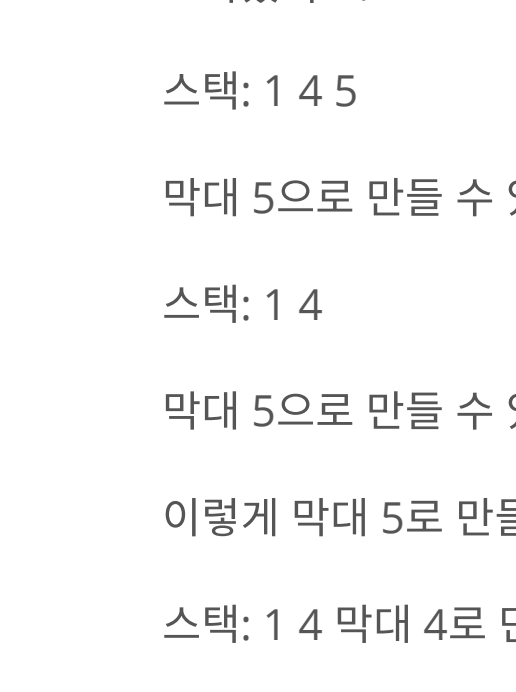 스택: 1 4 5
막대 5으로 만들 수
스택: 1 4
막대 5으로 만들 수
이렇게 막대 5로 만들
스택: 1 4 막대 4로